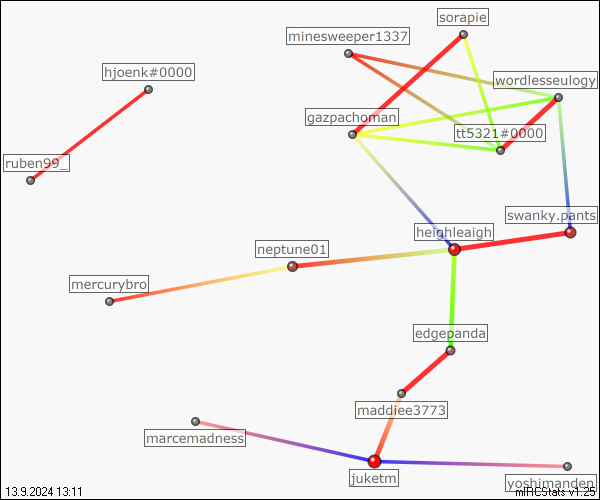 sorapie
minesweeper1337
hjoenk#0000
wordlesseulogy
gazpachoman
tt5321#0000
ruben99_
swanky.pants
heighleaigh
neptune01
mercurybro
edgepanda
maddiee3773
marcemadness
juketm
yoshimanden
13.9.2024 13:11
mIRCStats v1.25